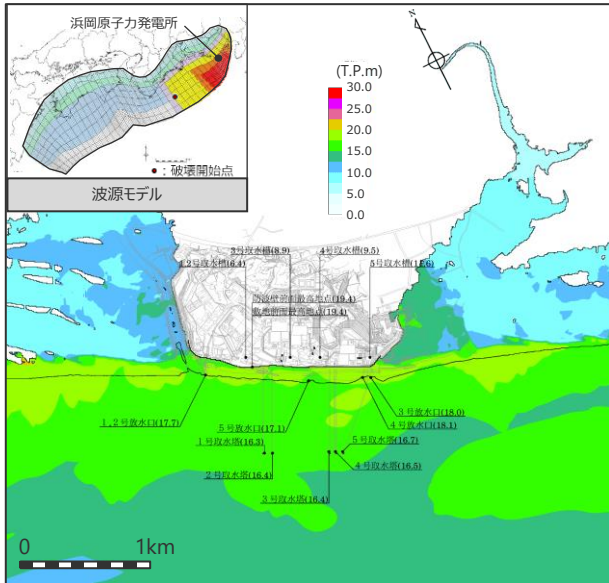 浜岡原子力発電所
●：破壊開始点
波源モデル
N
(T.P.m)
30.0
25.0
20.0
15.0
10.0
5.0
0.0
3号取水槽(8.9)
4号取水槽(9.5)
1,2号取水槽(6.4)
5号取水槽(11.6)
防波壁前面最高地点(19.4)
敷地前面最高地点(19.4)
1,2号放水口(17.7)
5号放水口(17.1)
3号放水口(18.0)
4号放水口(18.1)
1号取水塔(16.3)
5号取水塔(16.7)
2号取水塔(16.4)
4号取水塔(16.5)
3号取水塔(16.4)
0
1km